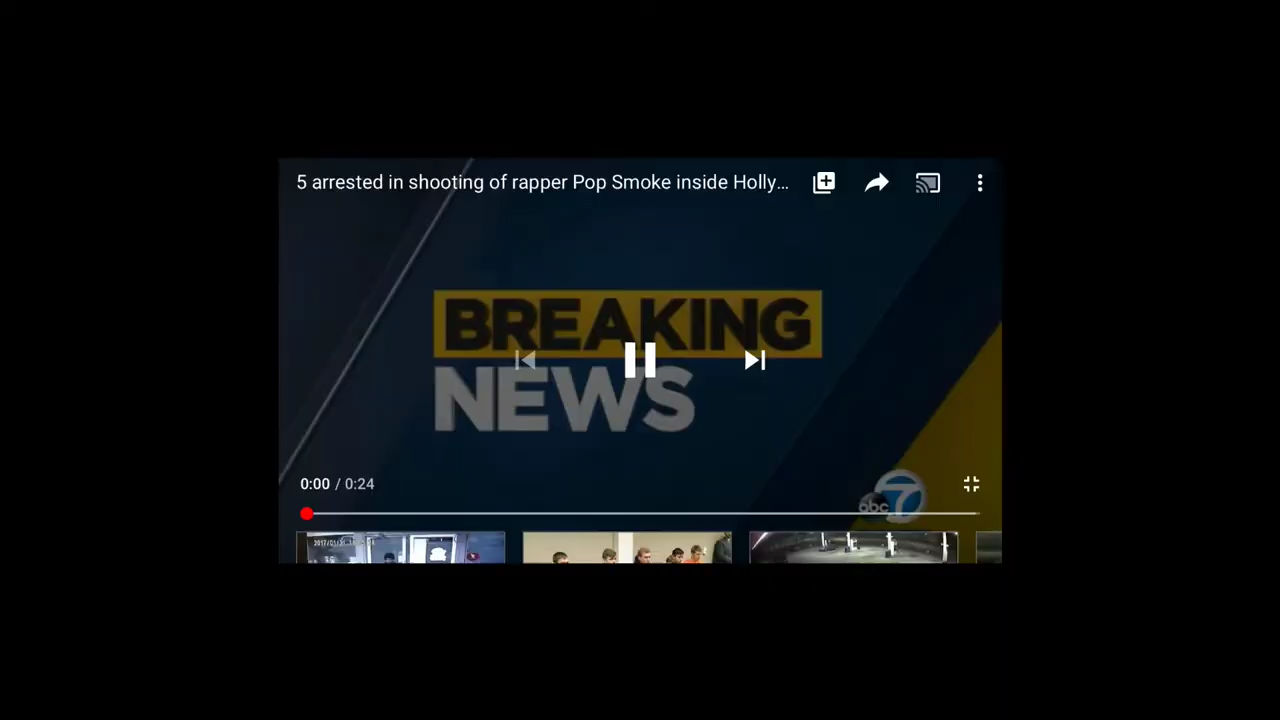 5 arrested in shooting of rapper Pop Smoke inside Holly...
BREAKING
NEWS
0:00 / 0:24
abc 7